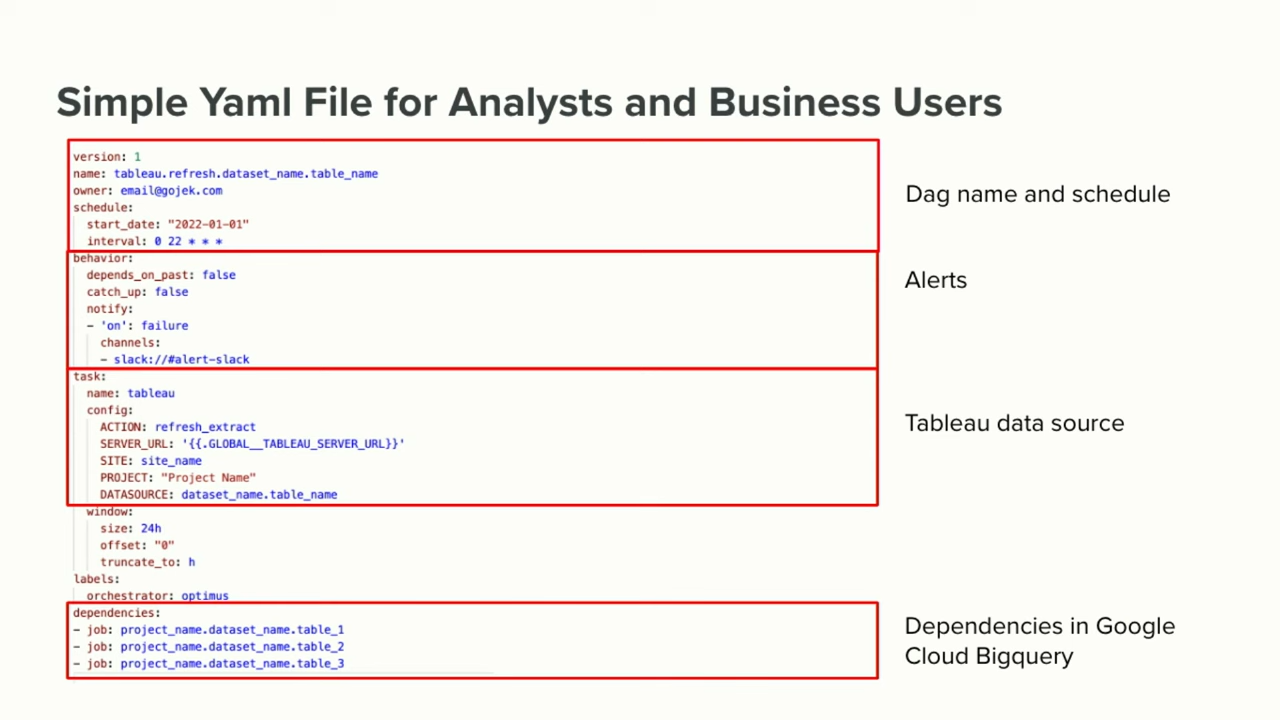 Simple Yaml File for Analysts and Business Users
version: 1
name: tableau.refresh.dataset_name.table_name
owner: email@gojek.com
schedule:
  start_date: "2022-01-01"
  interval: 0 22 * * *
Dag name and schedule
behavior:
  depends_on_past: false
  catch_up: false
  notify:
  - 'on': failure
    channels:
    - slack://#alert-slack
Alerts
task:
  name: tableau
  config:
    ACTION: refresh_extract
    SERVER_URL: '{{.GLOBAL__TABLEAU_SERVER_URL}}'
    SITE: site_name
    PROJECT: "Project Name"
    DATASOURCE: dataset_name.table_name
Tableau data source
  window:
    size: 24h
    offset: "0"
    truncate_to: h
labels:
  orchestrator: optimus
dependencies:
- job: project_name.dataset_name.table_1
- job: project_name.dataset_name.table_2
- job: project_name.dataset_name.table_3
Dependencies in Google
Cloud Bigquery